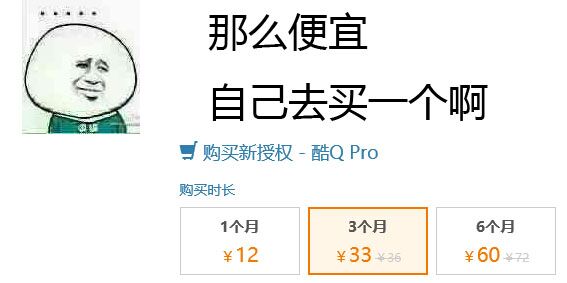 那么便宜
自己去买一个啊
购买新授权 - 酷Q Pro
购买时长
1个月
3个月
6个月
¥12
¥33 ¥36
¥60 ¥72